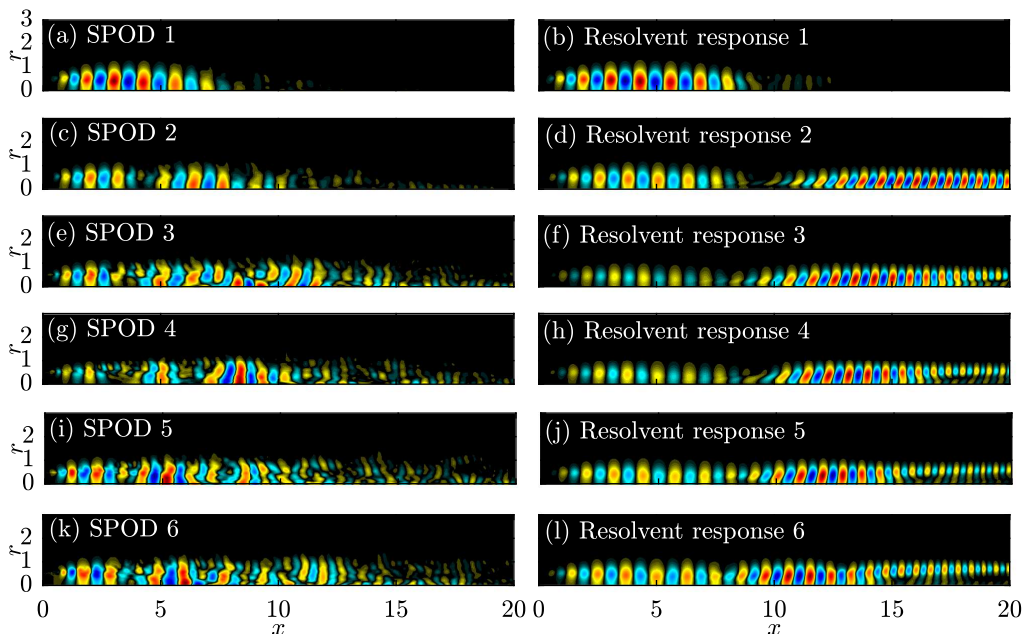 3
2
1
0
r
(a) SPOD 1
(b) Resolvent response 1
2
1
0
r
(c) SPOD 2
(d) Resolvent response 2
2
1
0
r
(e) SPOD 3
(f) Resolvent response 3
2
1
0
r
(g) SPOD 4
(h) Resolvent response 4
2
1
0
r
(i) SPOD 5
(j) Resolvent response 5
2
1
0
r
(k) SPOD 6
(l) Resolvent response 6
0 5 10 15 20 0 5 10 15 20
x x